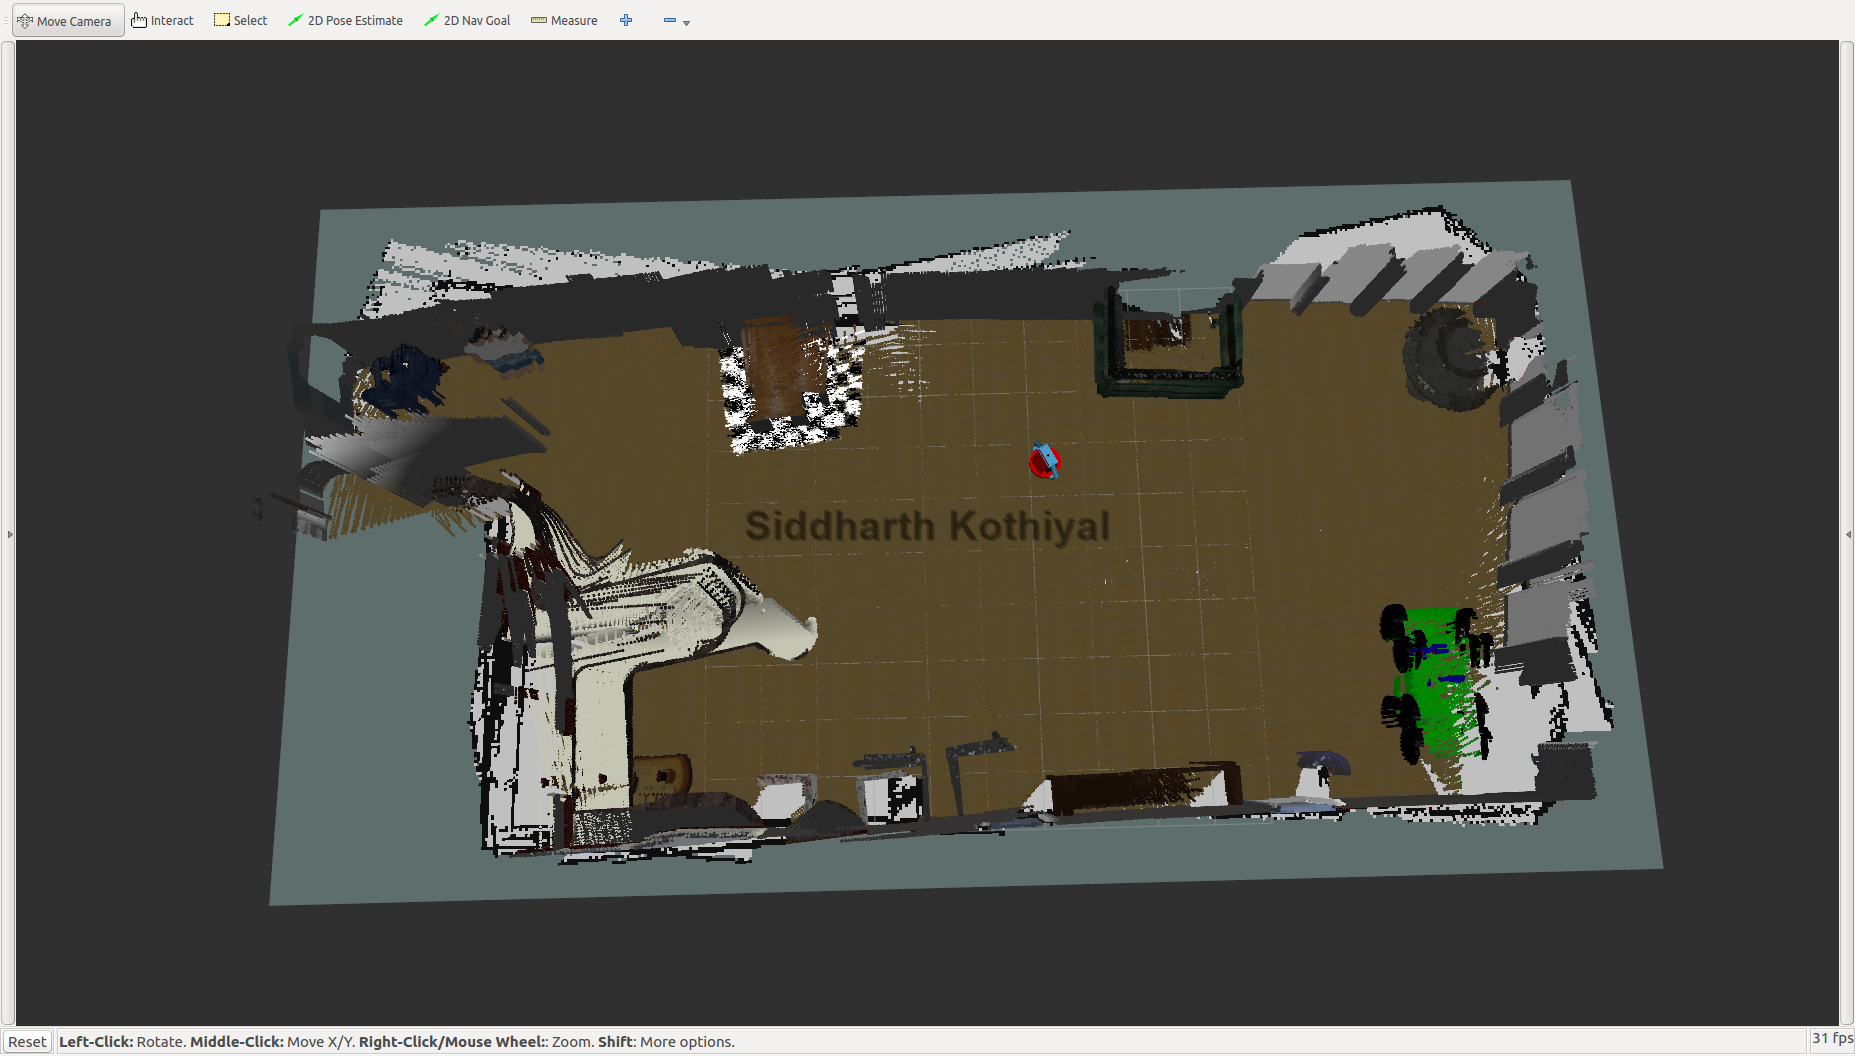 Move Camera Interact Select 2D Pose Estimate 2D Nav Goal Measure
Siddharth Kothiyal
Reset Left-Click: Rotate. Middle-Click: Move X/Y. Right-Click/Mouse Wheel:: Zoom. Shift: More options. 31 fps